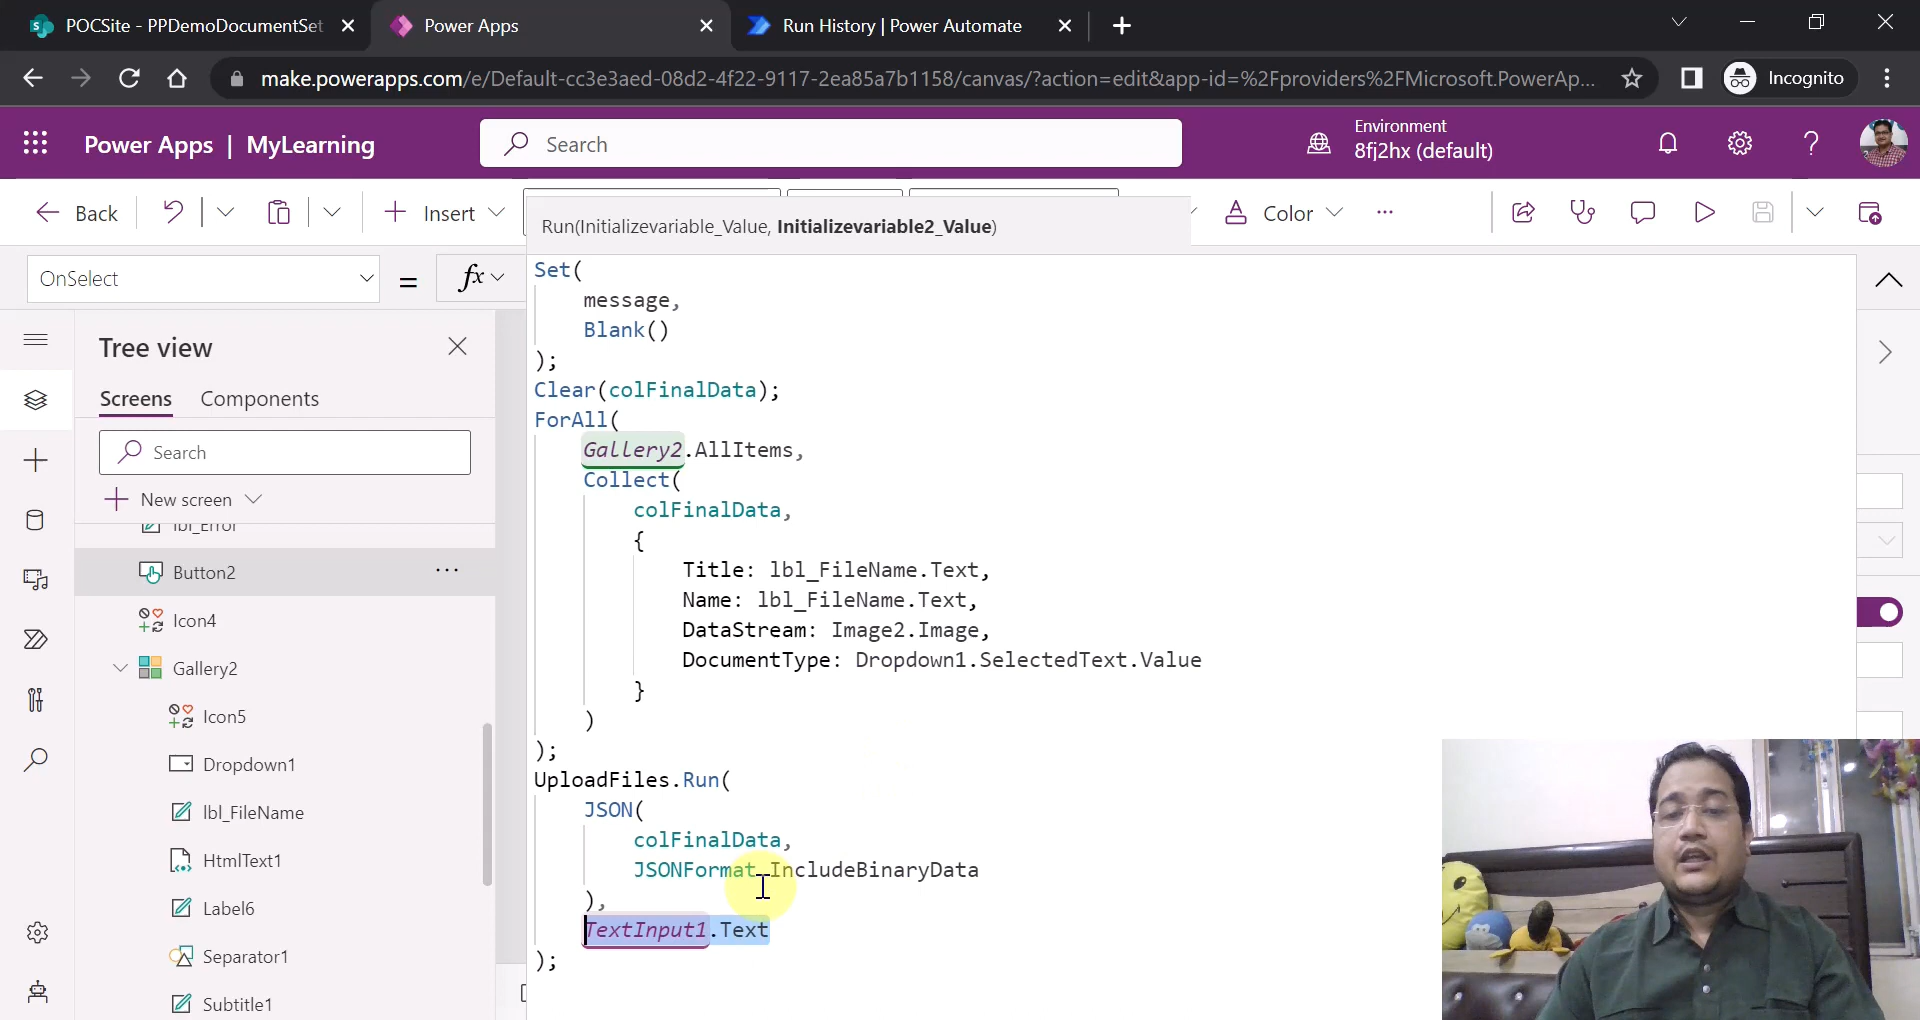 POCSite - PPDemoDocumentSet
Power Apps
Run History | Power Automate
make.powerapps.com/e/Default-cc3e3aed-08d2-4f22-9117-2ea85a7b1158/canvas/?action=edit&app-id=%2Fproviders%2FMicrosoft.PowerAp...
Incognito
Power Apps | MyLearning
Search
Environment
8fj2hx (default)
Back
Insert
Color
Run(Initializevariable_Value, Initializevariable2_Value)
OnSelect
=
fx
Tree view
Screens
Components
Search
New screen
lbl_Error
Button2
Icon4
Gallery2
Icon5
Dropdown1
lbl_FileName
HtmlText1
Label6
Separator1
Subtitle1
Set(
message,
Blank()
);
Clear(colFinalData);
ForAll(
Gallery2.AllItems,
Collect(
colFinalData,
{
Title: lbl_FileName.Text,
Name: lbl_FileName.Text,
DataStream: Image2.Image,
DocumentType: Dropdown1.SelectedText.Value
}
)
);
UploadFiles.Run(
JSON(
colFinalData,
JSONFormat.IncludeBinaryData
),
TextInput1.Text
);